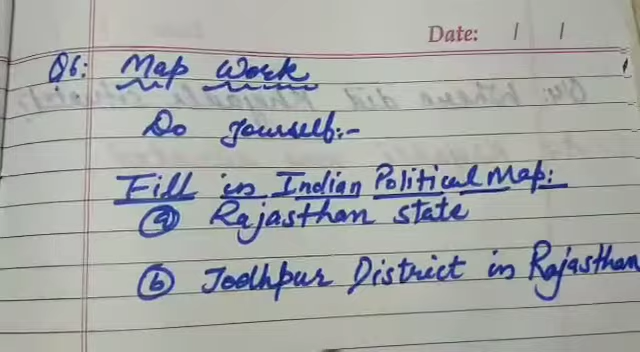 Date: / /
Q6: Map Work
Do yourself:-
Fill in Indian Political Map:
(a) Rajasthan state
(b) Jodhpur District in Rajasthan